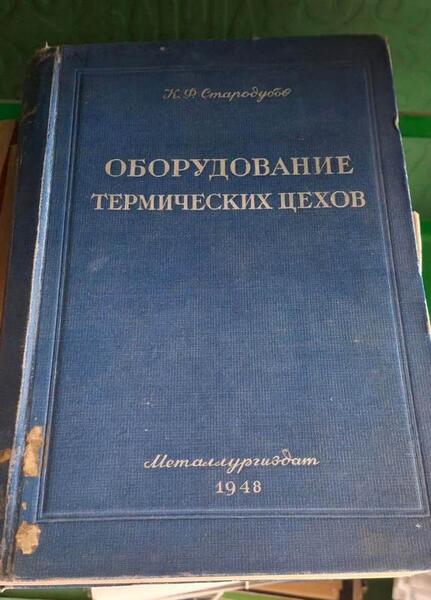 К. Ф. Стародубов
ОБОРУДОВАНИЕ
ТЕРМИЧЕСКИХ ЦЕХОВ
Металлургиздат
1948